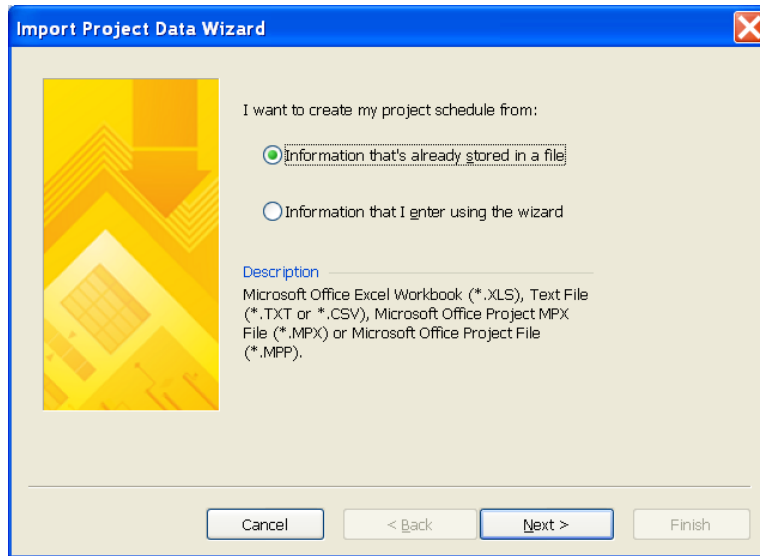 Import Project Data Wizard
I want to create my project schedule from:
Information that's already stored in a file
Information that I enter using the wizard
Description
Microsoft Office Excel Workbook (*.XLS), Text File
(*.TXT or *.CSV), Microsoft Office Project MPX
File (*.MPX) or Microsoft Office Project File
(*.MPP).
Cancel
< Back
Next >
Finish